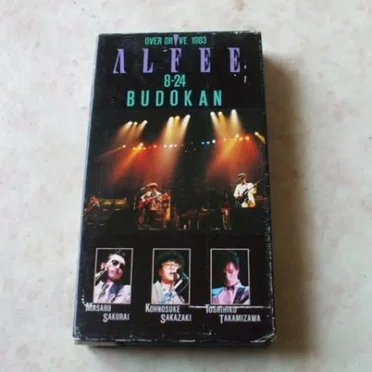 OVER DRIVE 1983
ALFEE
8-24
BUDOKAN
MASARU
SAKURAI
KOHNOSUKE
SAKAZAKI
TOSHIHIKO
TAKAMIZAWA